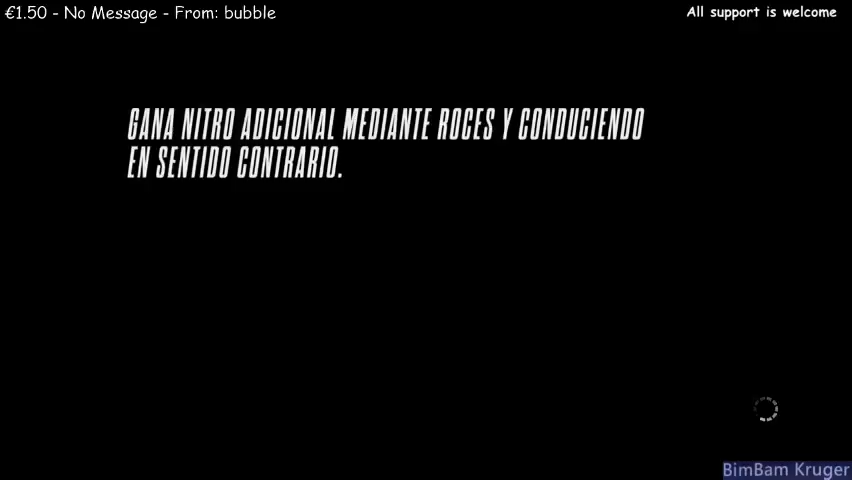 €1.50 - No Message - From: bubble
All support is welcome
GANA NITRO ADICIONAL MEDIANTE ROCES Y CONDUCIENDO
EN SENTIDO CONTRARIO.
BimBam Kruger